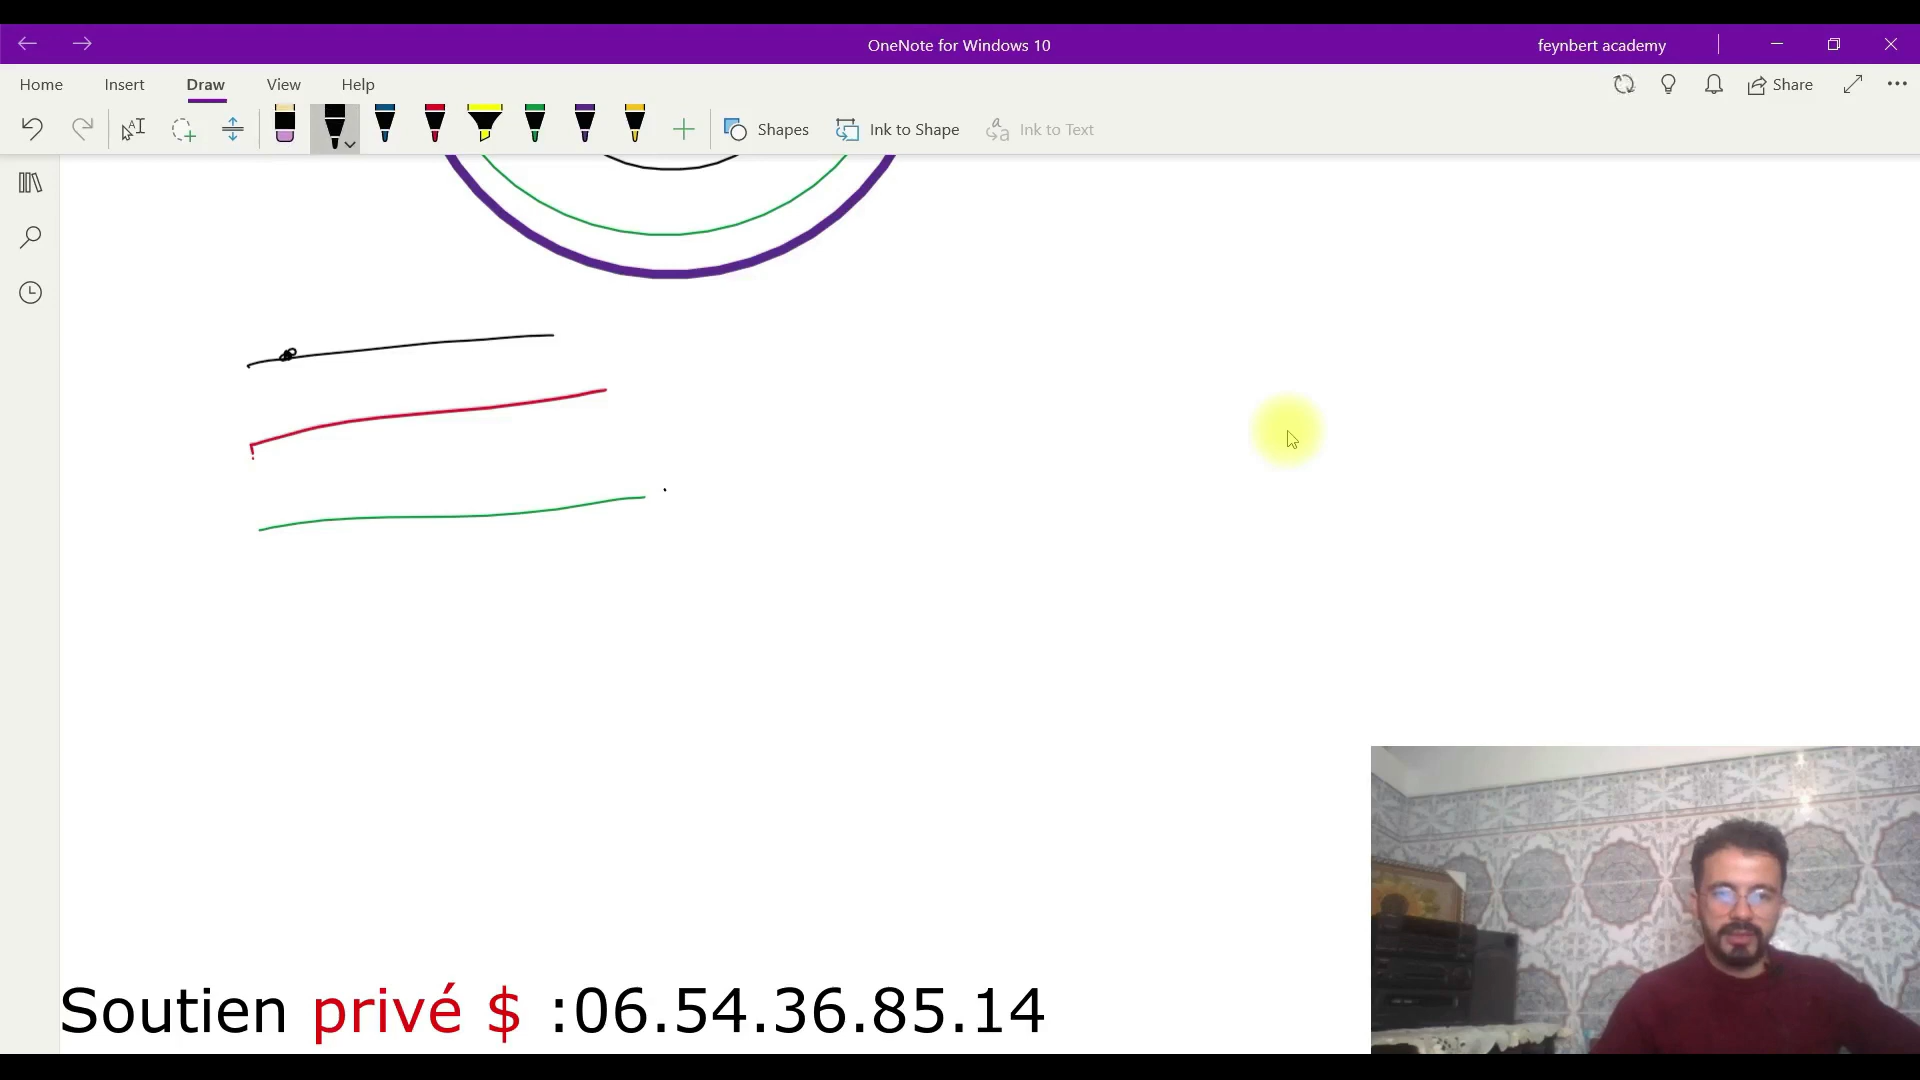 OneNote for Windows 10
feynbert academy
Home Insert Draw View Help
Share
Shapes Ink to Shape Ink to Text
Soutien privé $ :06.54.36.85.14